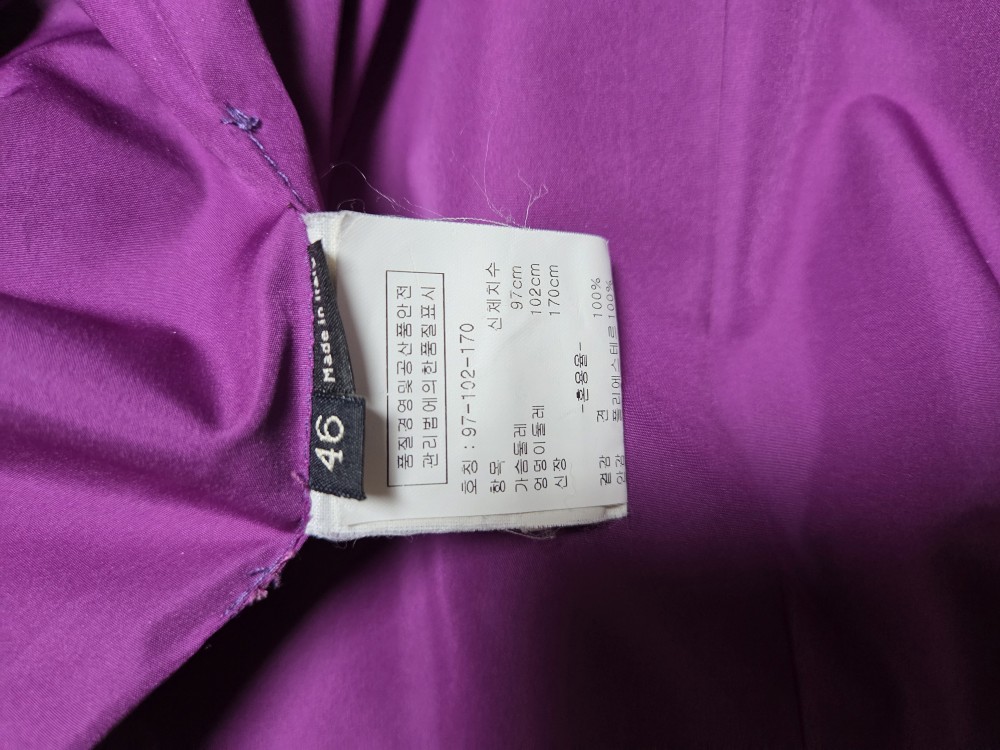 Made in Italy
46
품질경영및공산품안전
관리법에의한품질표시
호칭 : 97-102-170
항목 신체치수
가슴둘레 97cm
엉덩이둘레 102cm
신장 170cm
-혼용율-
겉감 견 100%
안감 폴리에스테르 100%